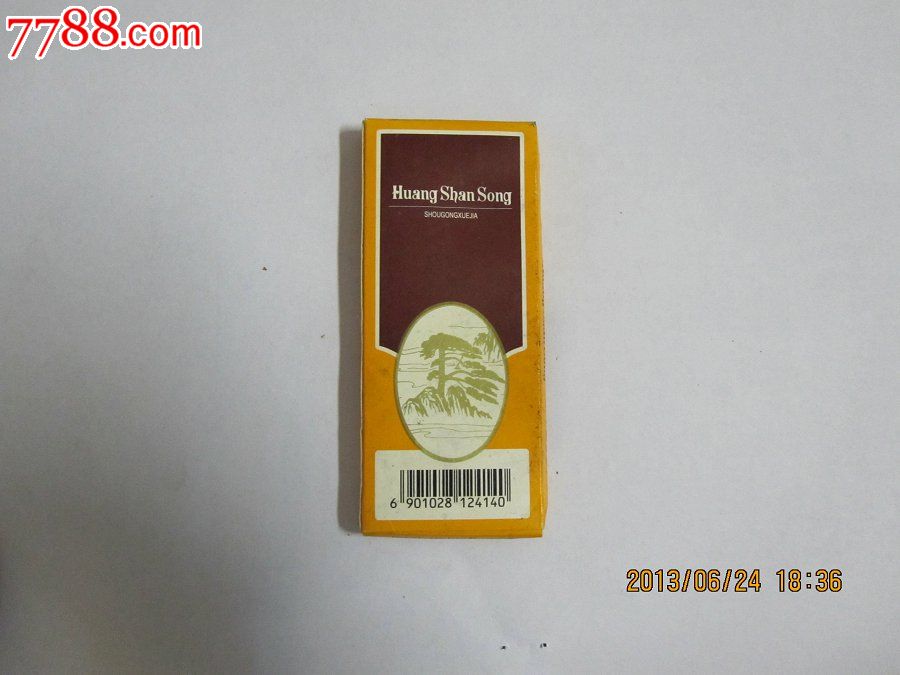 7788.com
Huang Shan Song
SHOUGONGXUEJIA
6 901028 124140
2013/06/24 18:36